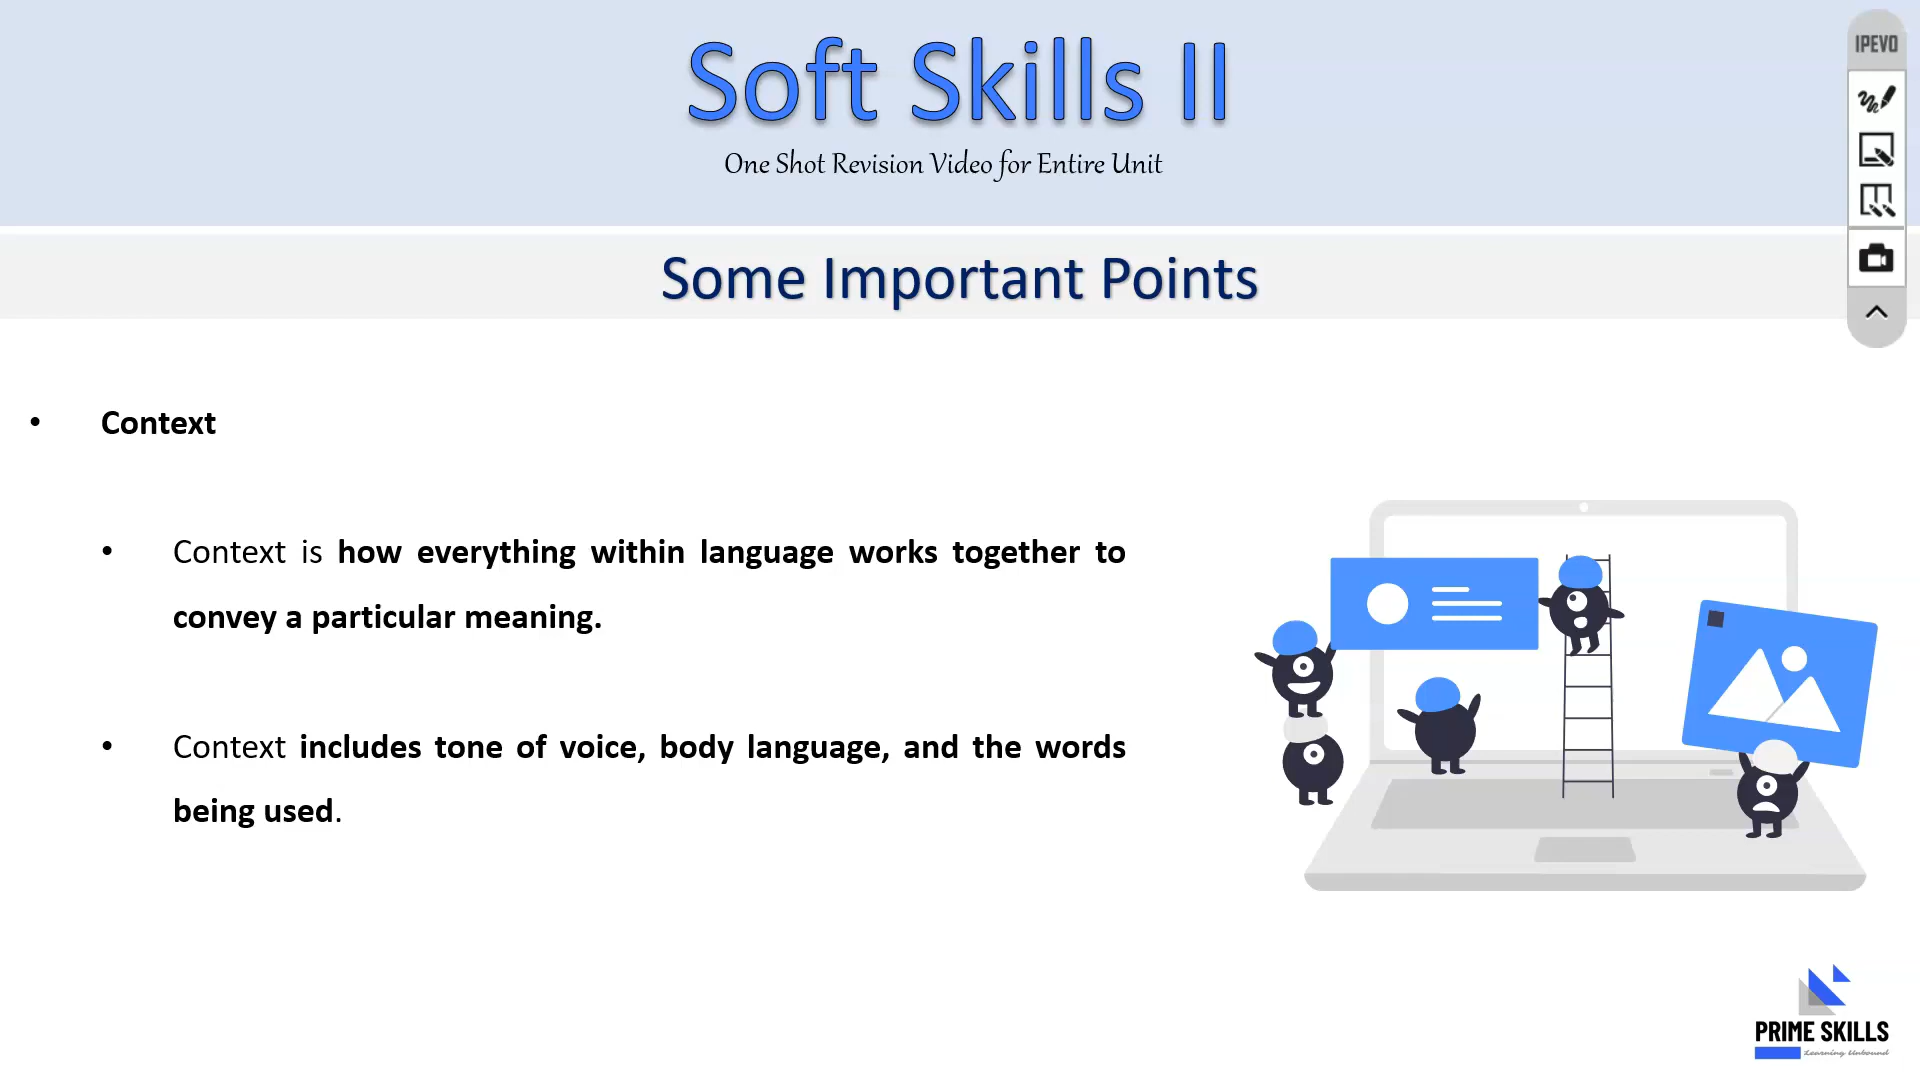 Soft Skills II
IPEVO
One Shot Revision Video for Entire Unit
Some Important Points
• Context
• Context is how everything within language works together to
convey a particular meaning.
• Context includes tone of voice, body language, and the words
being used.
PRIME SKILLS
Learning Unbound